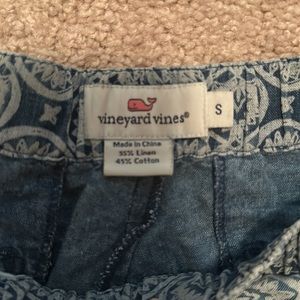 vineyard vines®
S
Made in China
55% Linen
45% Cotton